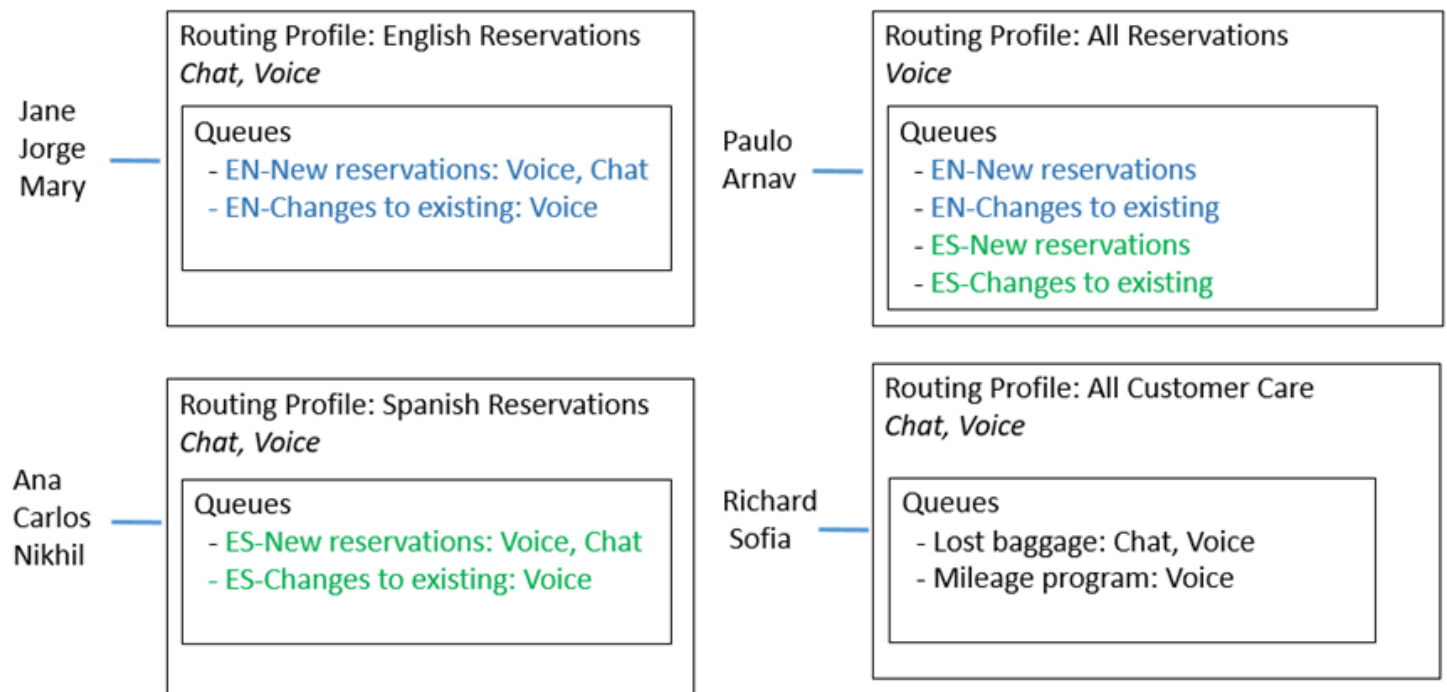 Jane
Jorge
Mary
Routing Profile: English Reservations
Chat, Voice
Queues
- EN-New reservations: Voice, Chat
- EN-Changes to existing: Voice
Paulo
Arnav
Routing Profile: All Reservations
Voice
Queues
- EN-New reservations
- EN-Changes to existing
- ES-New reservations
- ES-Changes to existing
Ana
Carlos
Nikhil
Routing Profile: Spanish Reservations
Chat, Voice
Queues
- ES-New reservations: Voice, Chat
- ES-Changes to existing: Voice
Richard
Sofia
Routing Profile: All Customer Care
Chat, Voice
Queues
- Lost baggage: Chat, Voice
- Mileage program: Voice